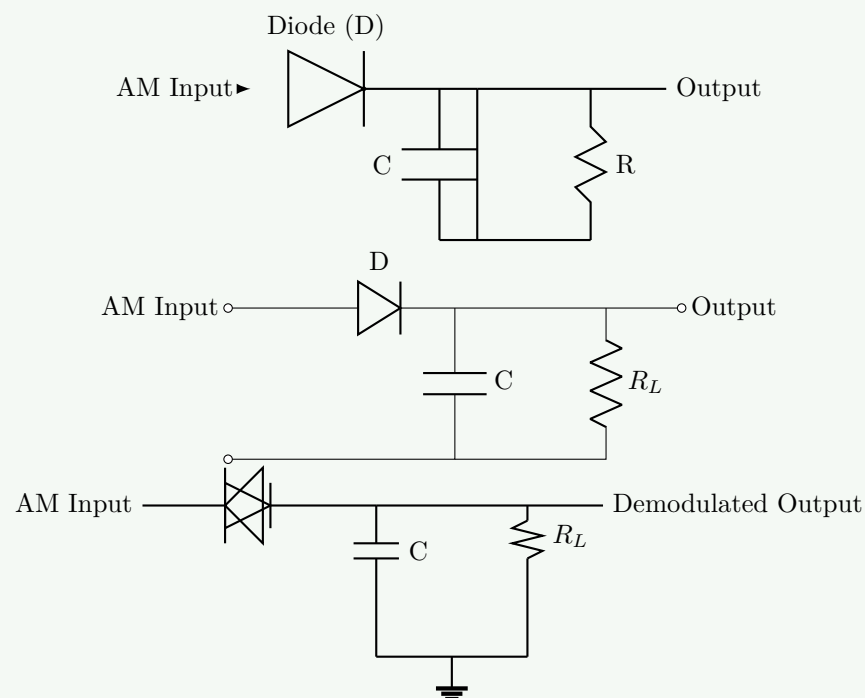 Diode (D)
AM Input
Output
C
R
D
AM Input
Output
C
R_L
AM Input
Demodulated Output
C
R_L